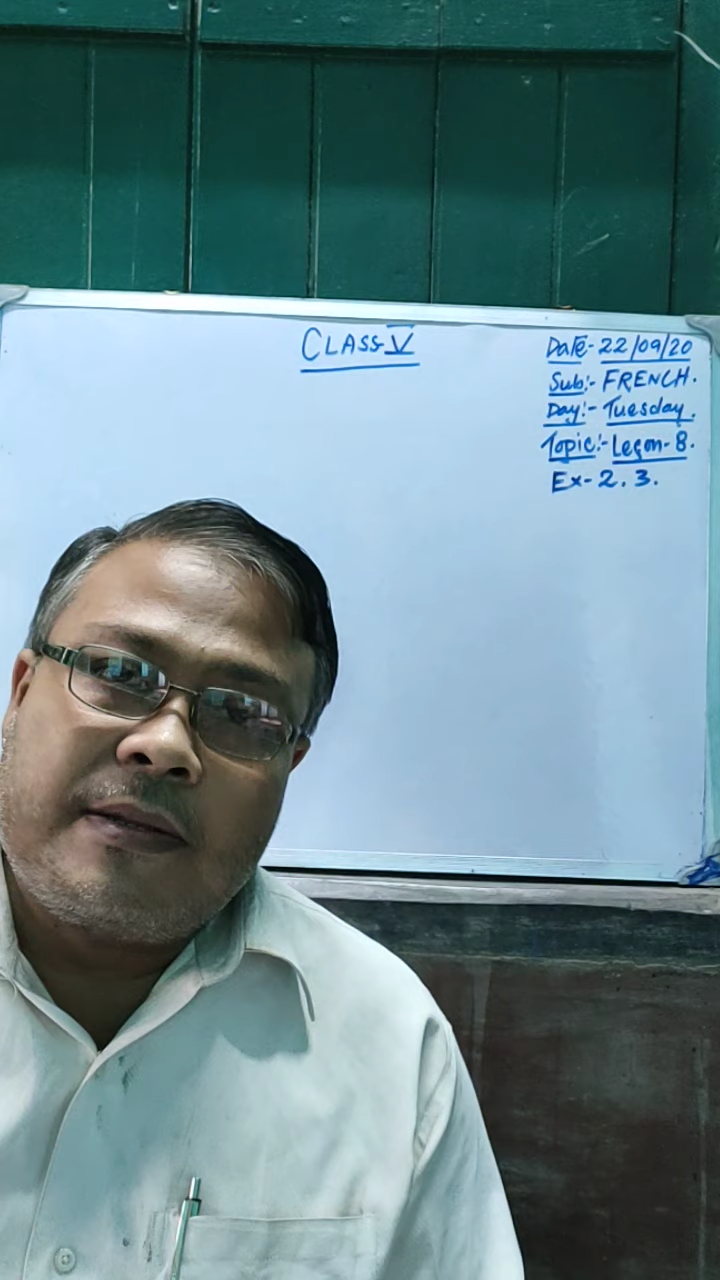 CLASS-V
Date:- 22/09/20
Sub:- FRENCH.
Day:- Tuesday.
Topic:- Leçon-8.
Ex-2.3.